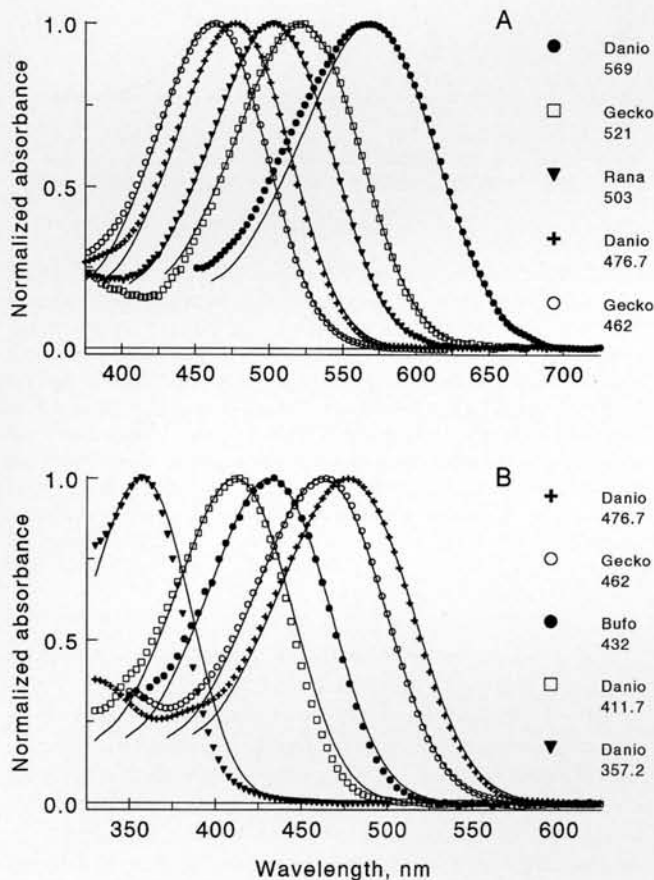 A
1.0
0.5
0.0
Normalized absorbance
400 450 500 550 600 650 700
Danio
569
Gecko
521
Rana
503
Danio
476.7
Gecko
462
B
1.0
0.5
0.0
Normalized absorbance
350 400 450 500 550 600
Danio
476.7
Gecko
462
Bufo
432
Danio
411.7
Danio
357.2
Wavelength, nm